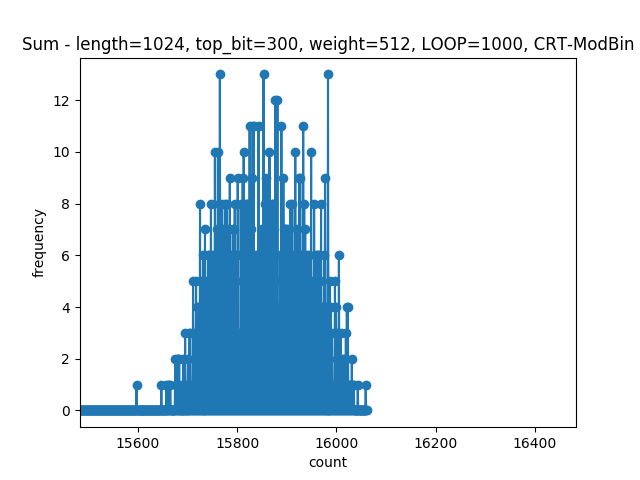 Sum - length=1024, top_bit=300, weight=512, LOOP=1000, CRT-ModBin
12
10
8
6
4
2
0
frequency
15600 15800 16000 16200 16400
count